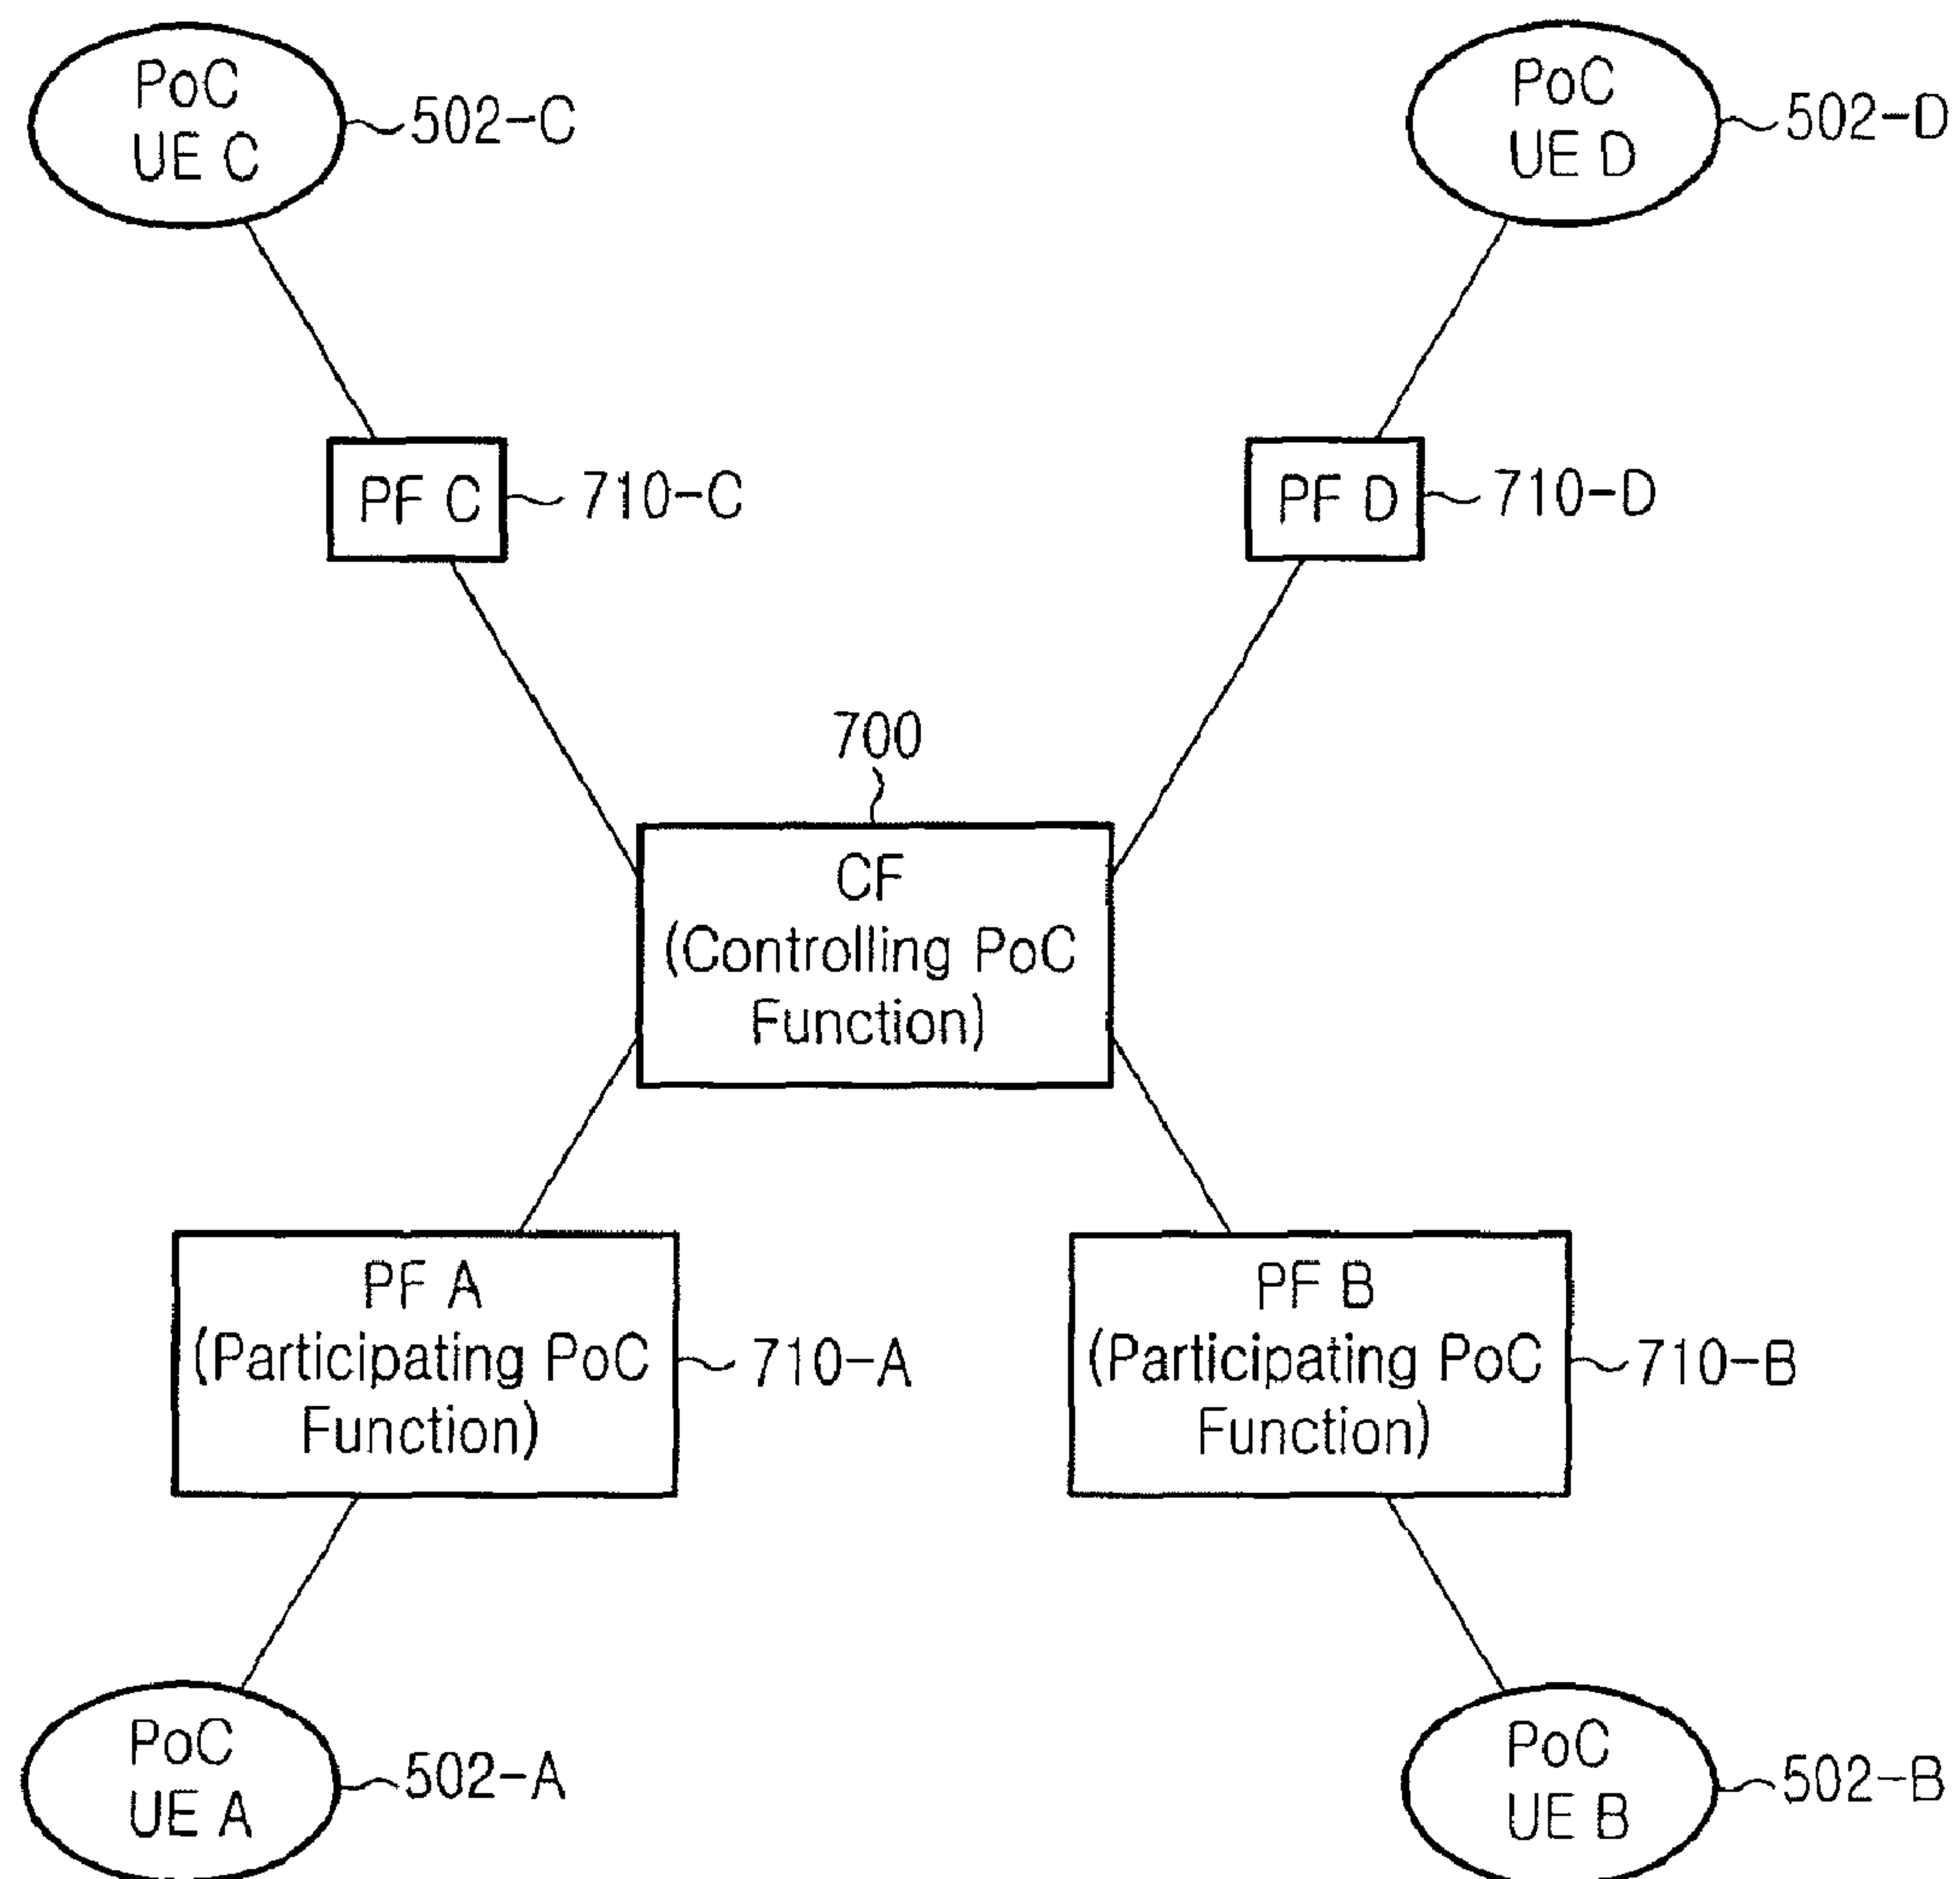 PoC
UE C
502-C
PoC
UE D
502-D
PF C
710-C
PF D
710-D
700
CF
(Controlling PoC
Function)
PF A
(Participating PoC
Function)
710-A
PF B
(Participating PoC
Function)
710-B
PoC
UE A
502-A
PoC
UE B
502-B